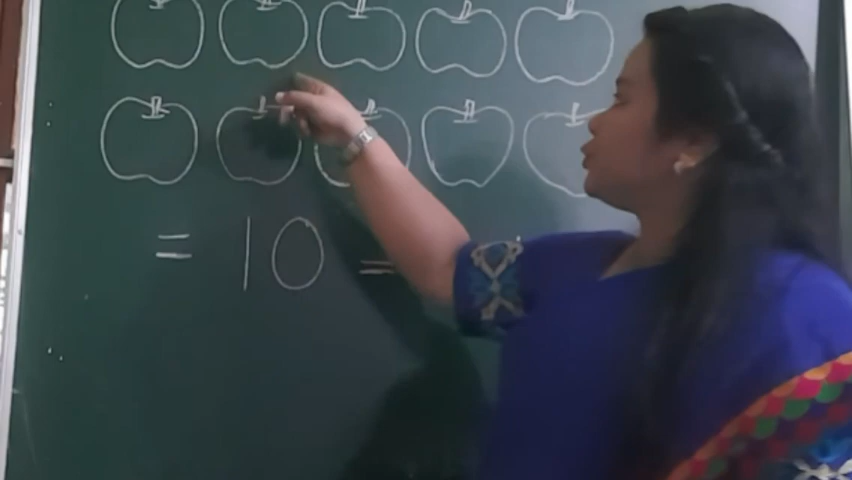 = 10 =